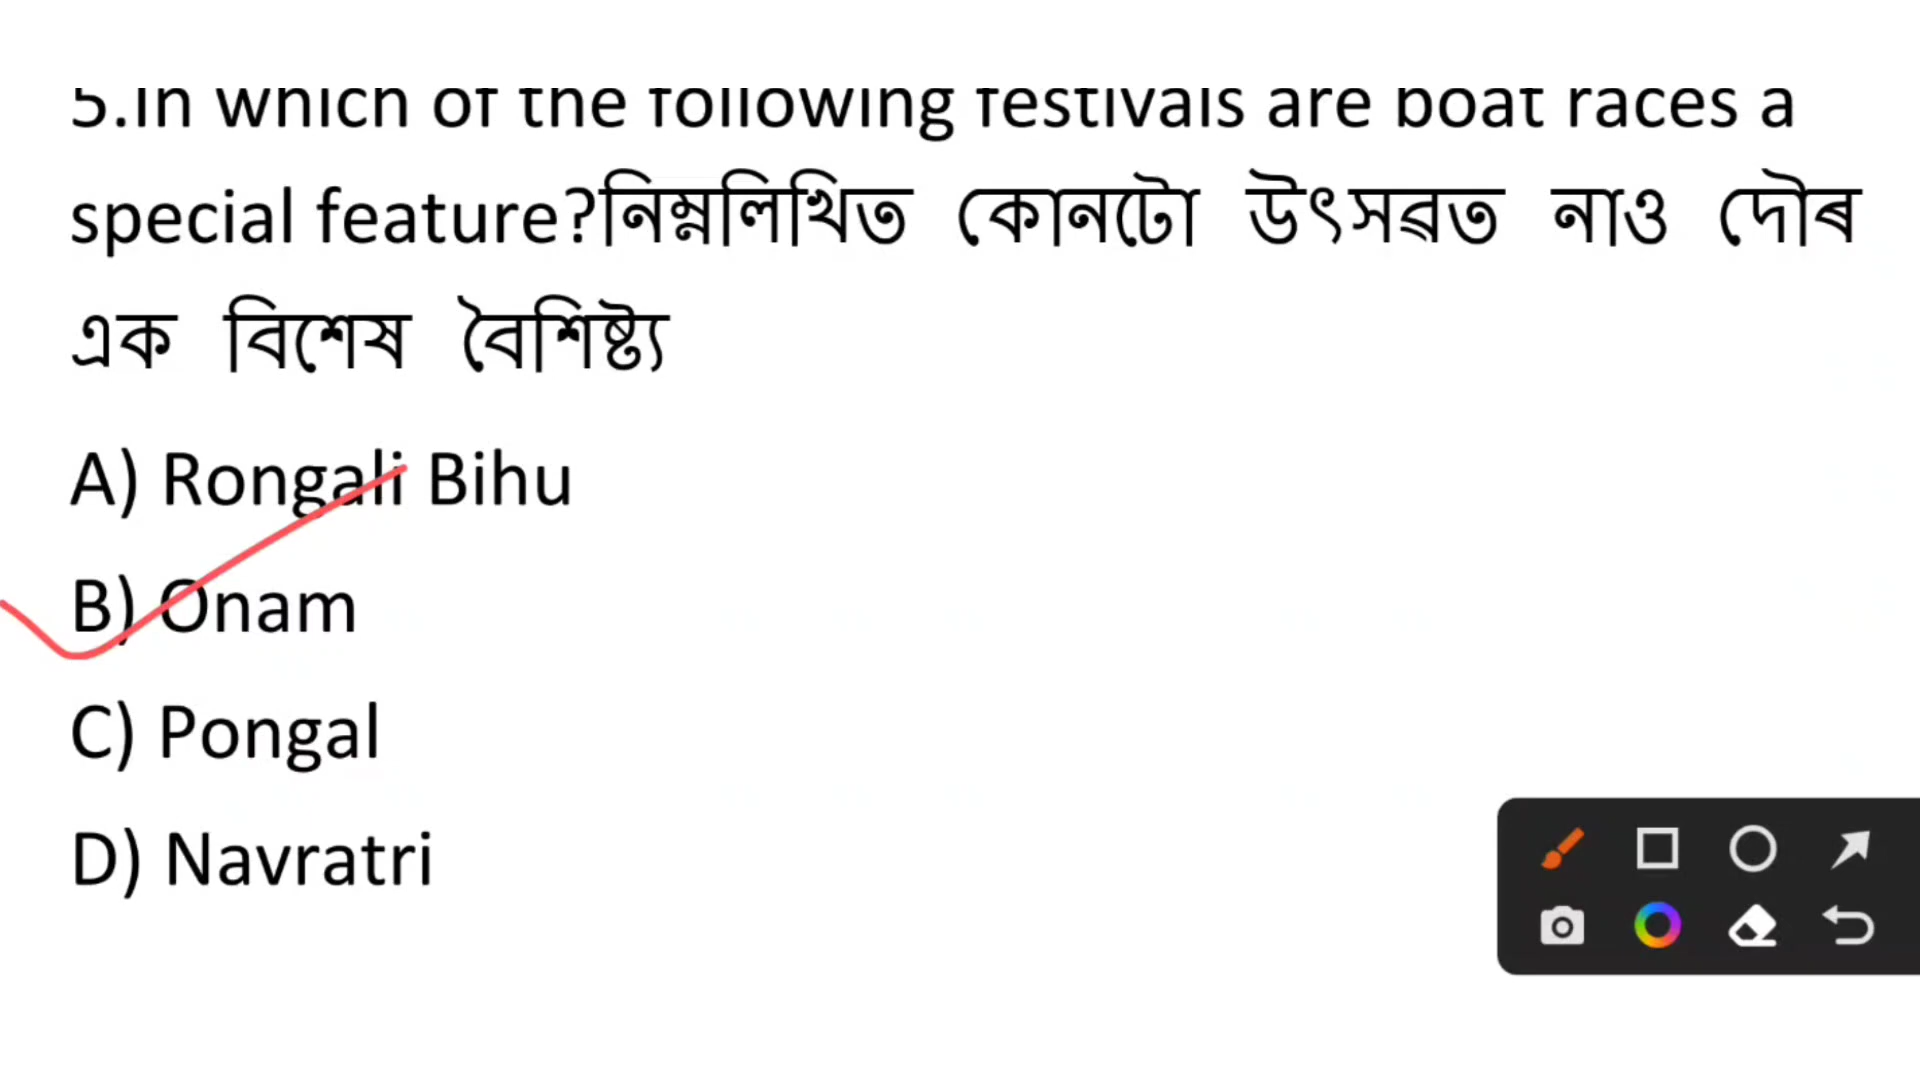 5.In which of the following festivals are boat races a
special feature?নিম্নলিখিত কোনটো উৎসৱত নাও দৌৰ
এক বিশেষ বৈশিষ্ট্য
A) Rongali Bihu
B) Onam
C) Pongal
D) Navratri